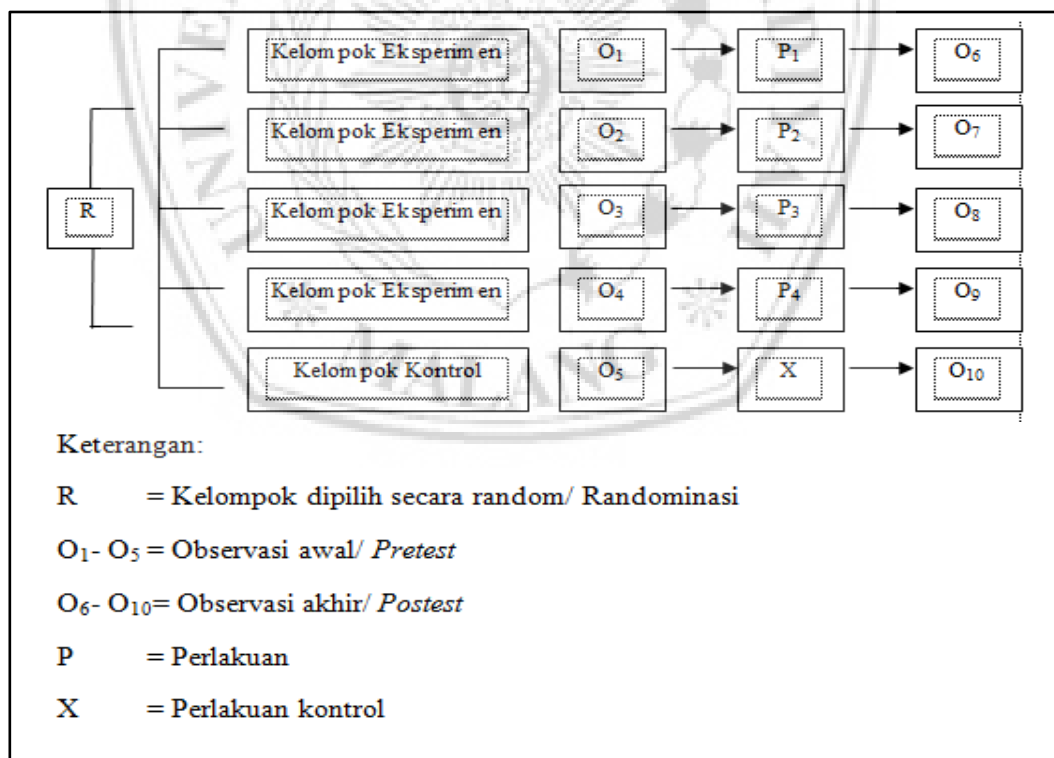 Kelompok Eksperimen O₁ P₁ O₆
Kelompok Eksperimen O₂ P₂ O₇
R Kelompok Eksperimen O₃ P₃ O₈
Kelompok Eksperimen O₄ P₄ O₉
Kelompok Kontrol O₅ X O₁₀
MALANG
Keterangan:
R = Kelompok dipilih secara random/ Randominasi
O₁- O₅ = Observasi awal/ Pretest
O₆- O₁₀= Observasi akhir/ Postest
P = Perlakuan
X = Perlakuan kontrol